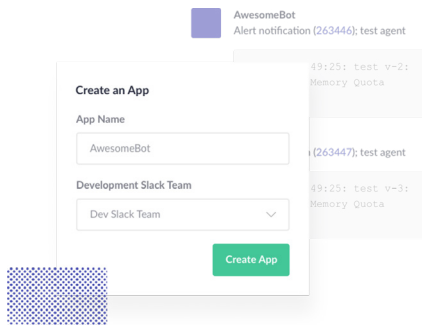 AwesomeBot
Alert notification (263446); test agent
49:25: test v-2:
Memory Quota
Create an App
App Name
AwesomeBot
(263447); test agent
Development Slack Team
49:25: test v-3:
Memory Quota
Dev Slack Team
Create App